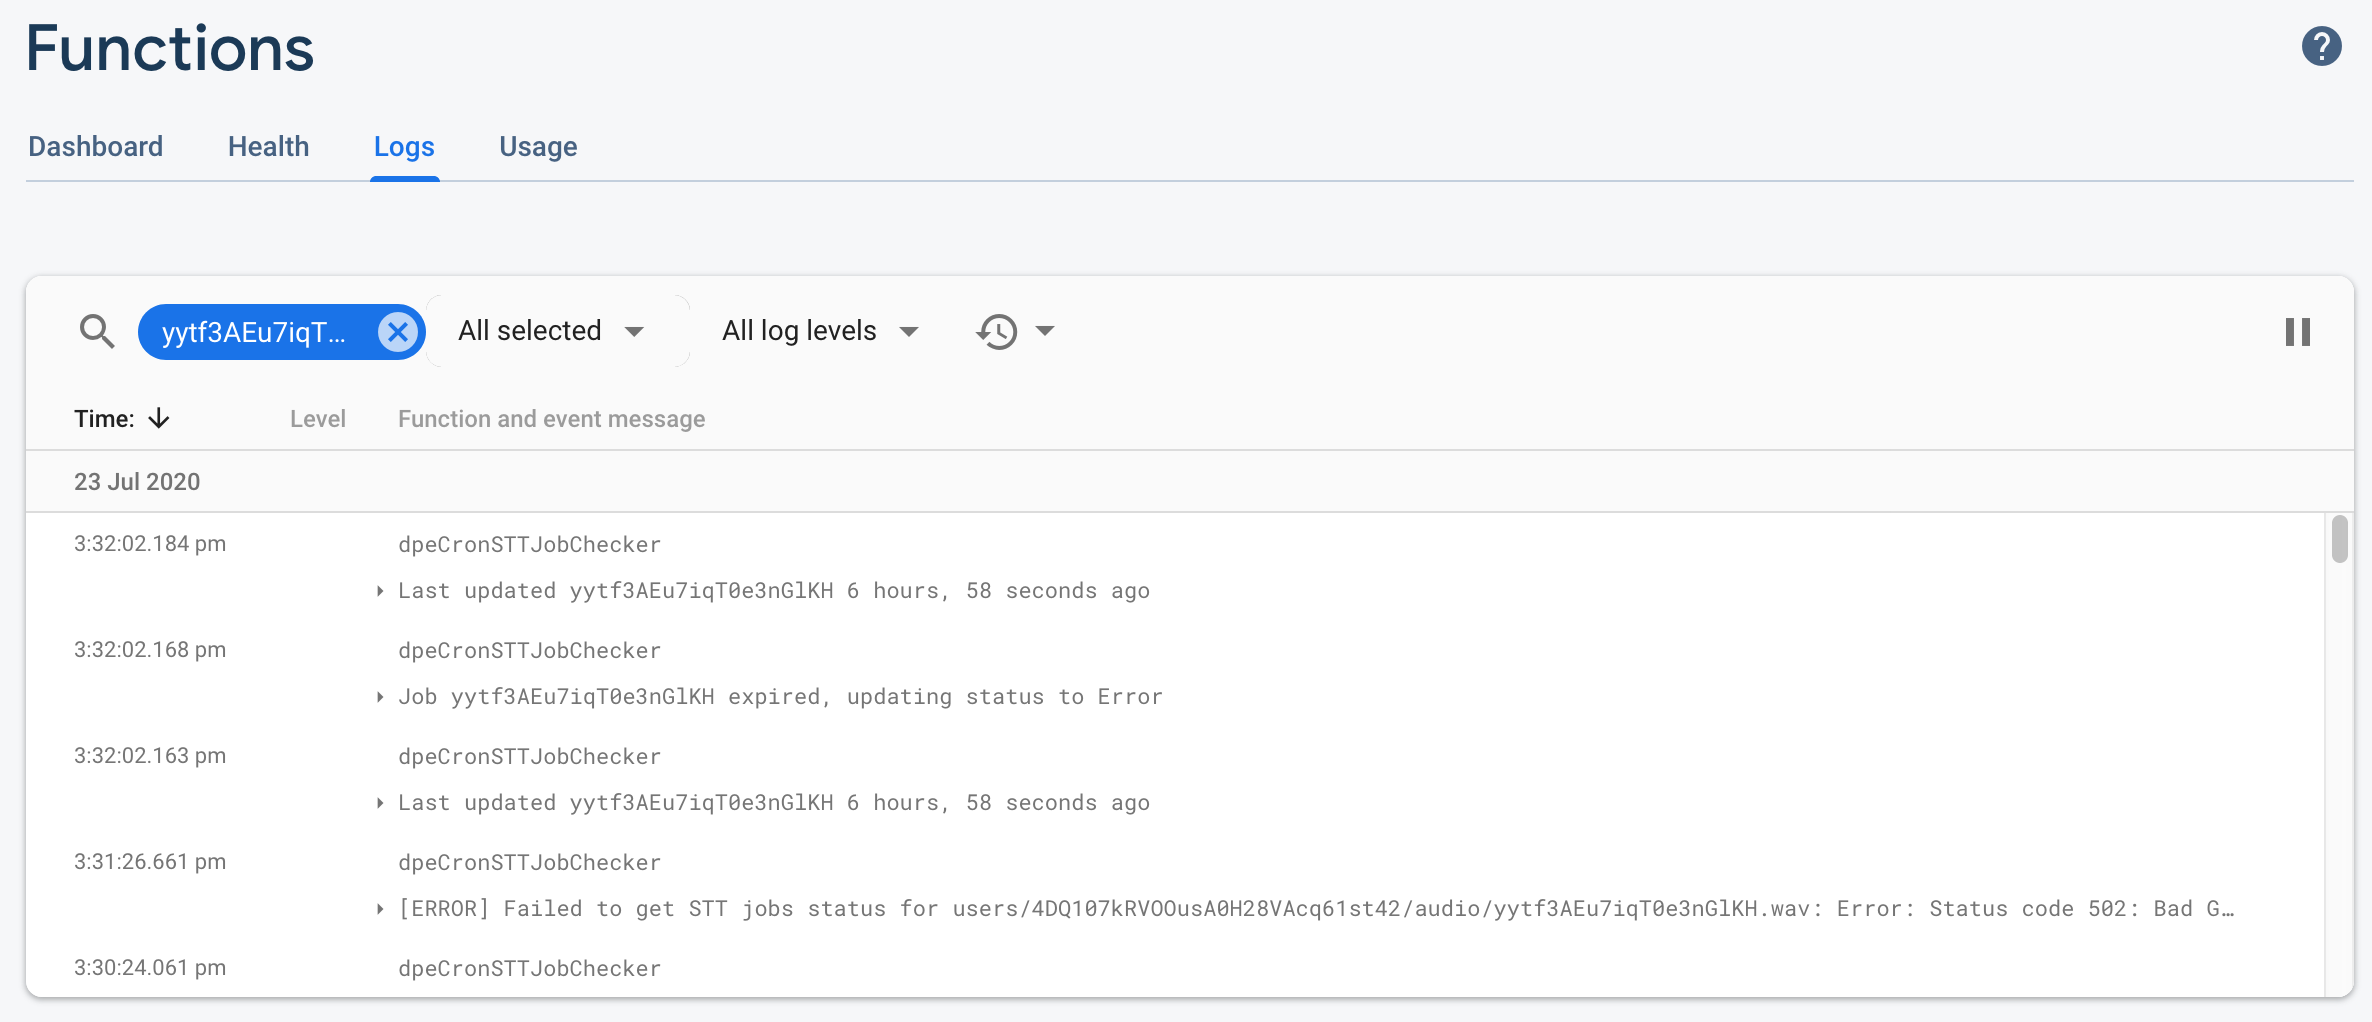 Functions
Dashboard Health Logs Usage
yytf3AEu7iqT... All selected All log levels
Time: Level Function and event message
23 Jul 2020
3:32:02.184 pm dpeCronSTTJobChecker
Last updated yytf3AEu7iqT0e3nGlKH 6 hours, 58 seconds ago
3:32:02.168 pm dpeCronSTTJobChecker
Job yytf3AEu7iqT0e3nGlKH expired, updating status to Error
3:32:02.163 pm dpeCronSTTJobChecker
Last updated yytf3AEu7iqT0e3nGlKH 6 hours, 58 seconds ago
3:31:26.661 pm dpeCronSTTJobChecker
[ERROR] Failed to get STT jobs status for users/4DQ107kRVOOusA0H28VAcq61st42/audio/yytf3AEu7iqT0e3nGlKH.wav: Error: Status code 502: Bad G…
3:30:24.061 pm dpeCronSTTJobChecker